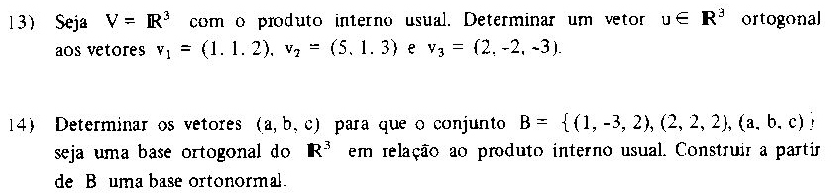 13) Seja V = ℝ³ com o produto interno usual. Determinar um vetor u ∈ ℝ³ ortogonal
aos vetores v₁ = (1. 1. 2), v₂ = (5, 1. 3) e v₃ = (2, -2, -3).
14) Determinar os vetores (a, b, c) para que o conjunto B = {(1, -3, 2), (2, 2, 2), (a, b, c)}
seja uma base ortogonal do ℝ³ em relação ao produto interno usual. Construir a partir
de B uma base ortonormal.